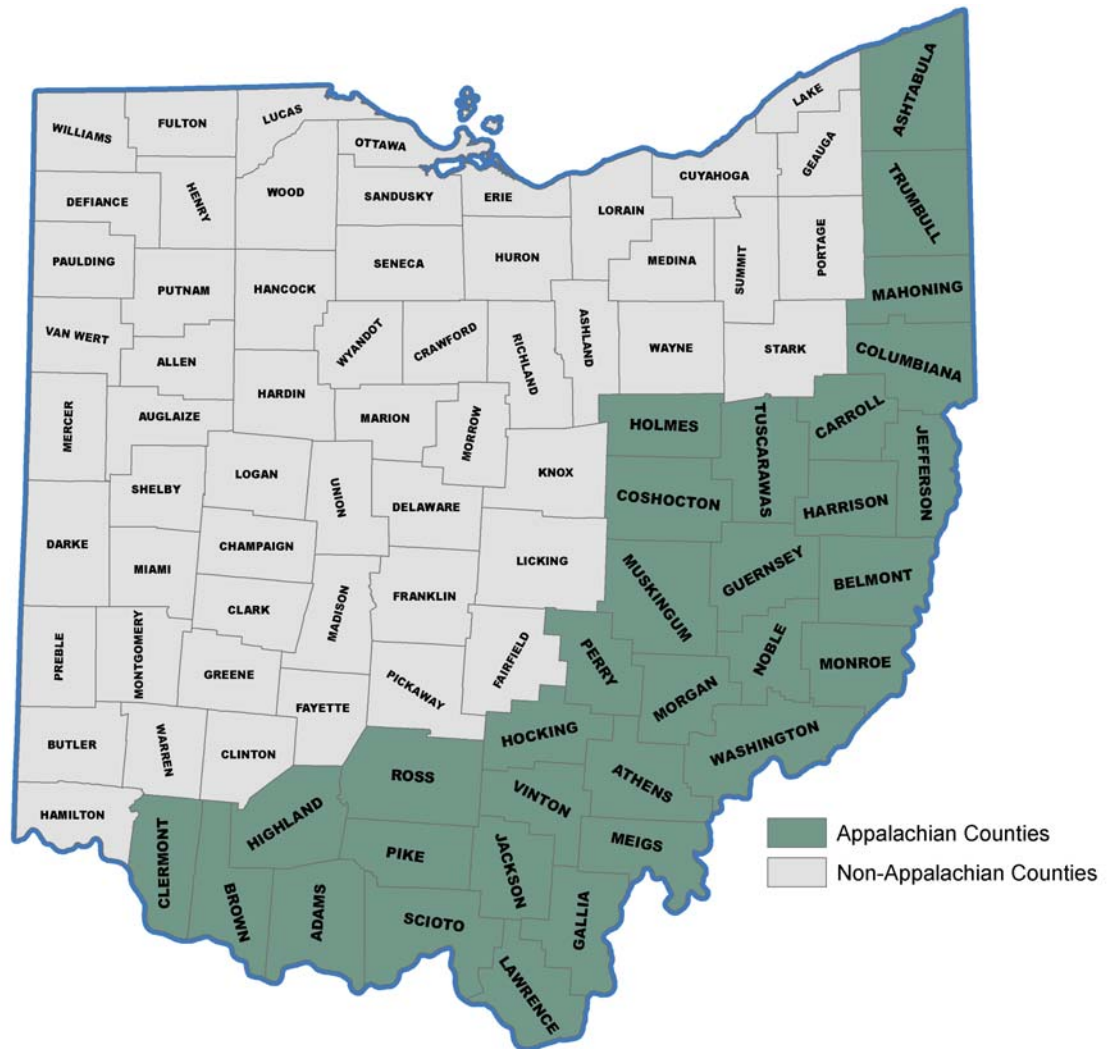 ASHTABULA
LAKE
LUCAS
FULTON
WILLIAMS
OTTAWA
GEAUGA
CUYAHOGA
TRUMBULL
WOOD
SANDUSKY
ERIE
HENRY
DEFIANCE
LORAIN
PORTAGE
SUMMIT
MEDINA
HURON
SENECA
PAULDING
PUTNAM
HANCOCK
MAHONING
VAN WERT
ALLEN
WYANDOT
CRAWFORD
RICHLAND
ASHLAND
WAYNE
STARK
COLUMBIANA
HARDIN
MERCER
AUGLAIZE
MARION
MORROW
HOLMES
TUSCARAWAS
CARROLL
JEFFERSON
KNOX
LOGAN
SHELBY
UNION
DELAWARE
COSHOCTON
HARRISON
DARKE
CHAMPAIGN
LICKING
MIAMI
GUERNSEY
BELMONT
MUSKINGUM
FRANKLIN
CLARK
MADISON
PREBLE
MONTGOMERY
GREENE
FAIRFIELD
PERRY
NOBLE
MONROE
PICKAWAY
MORGAN
FAYETTE
HOCKING
WASHINGTON
BUTLER
WARREN
CLINTON
ROSS
ATHENS
VINTON
HAMILTON
HIGHLAND
CLERMONT
PIKE
JACKSON
MEIGS
BROWN
ADAMS
SCIOTO
GALLIA
LAWRENCE
Appalachian Counties
Non-Appalachian Counties